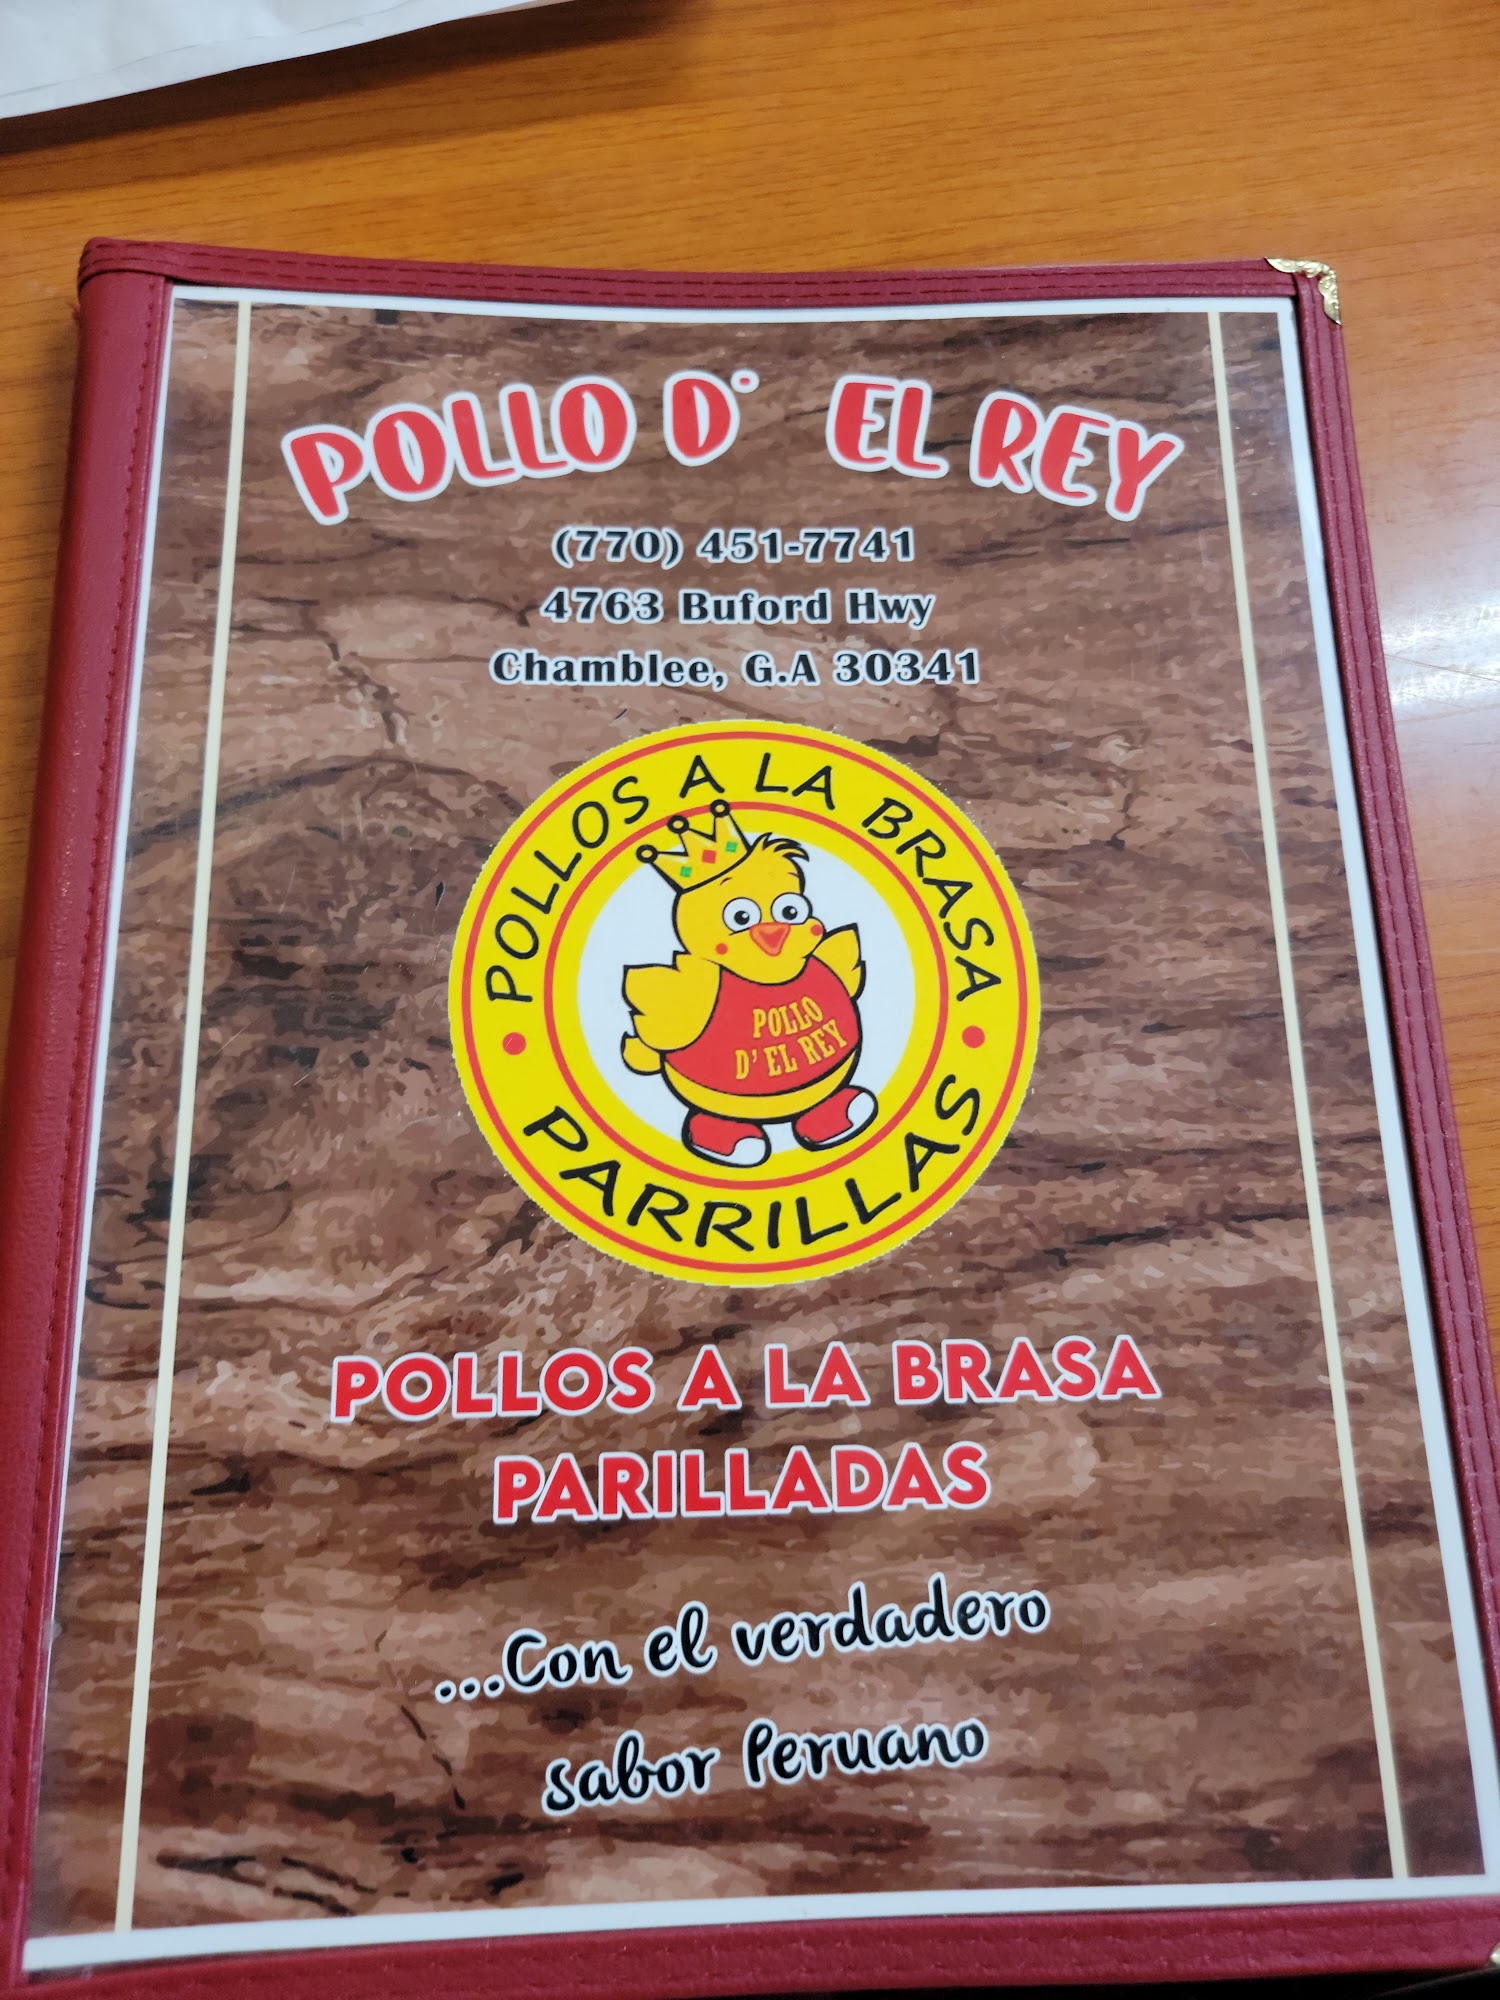 POLLO D' EL REY
(770) 451-7741
4763 Buford Hwy
Chamblee, G.A 30341
POLLOS A LA BRASA
POLLO
D' EL REY
PARRILLAS
POLLOS A LA BRASA
PARILLADAS
...Con el verdadero
sabor Peruano